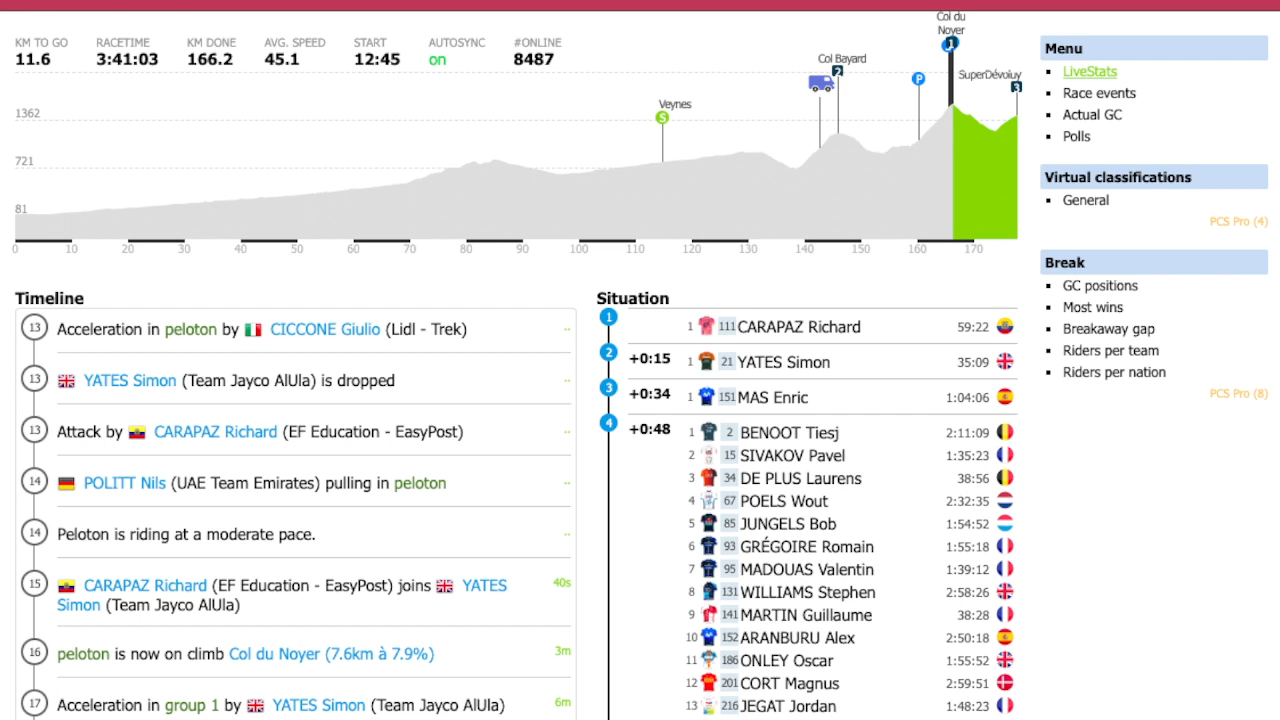 KM TO GO
11.6
RACETIME
3:41:03
KM DONE
166.2
AVG. SPEED
45.1
START
12:45
AUTOSYNC
on
#ONLINE
8487
Col du
Noyer
1
Col Bayard
2
P
SuperDévoluy
3
Veynes
S
1362
721
81
0 10 20 30 40 50 60 70 80 90 100 110 120 130 140 150 160 170
Timeline
13 Acceleration in peloton by CICCONE Giulio (Lidl - Trek) ..
13 YATES Simon (Team Jayco AlUla) is dropped ..
13 Attack by CARAPAZ Richard (EF Education - EasyPost) ..
14 POLITT Nils (UAE Team Emirates) pulling in peloton ..
14 Peloton is riding at a moderate pace. ..
15 CARAPAZ Richard (EF Education - EasyPost) joins YATES 40s
Simon (Team Jayco AlUla)
16 peloton is now on climb Col du Noyer (7.6km à 7.9%) 3m
17 Acceleration in group 1 by YATES Simon (Team Jayco AlUla) 6m
Situation
1
1 111 CARAPAZ Richard 59:22
2 +0:15
1 21 YATES Simon 35:09
3 +0:34
1 151 MAS Enric 1:04:06
4 +0:48
1 2 BENOOT Tiesj 2:11:09
2 15 SIVAKOV Pavel 1:35:23
3 34 DE PLUS Laurens 38:56
4 67 POELS Wout 2:32:35
5 85 JUNGELS Bob 1:54:52
6 93 GRÉGOIRE Romain 1:55:18
7 95 MADOUAS Valentin 1:39:12
8 131 WILLIAMS Stephen 2:58:26
9 141 MARTIN Guillaume 38:28
10 152 ARANBURU Alex 2:50:18
11 186 ONLEY Oscar 1:55:52
12 201 CORT Magnus 2:59:51
13 216 JEGAT Jordan 1:48:23
Menu
LiveStats
Race events
Actual GC
Polls
Virtual classifications
General
PCS Pro (4)
Break
GC positions
Most wins
Breakaway gap
Riders per team
Riders per nation
PCS Pro (8)